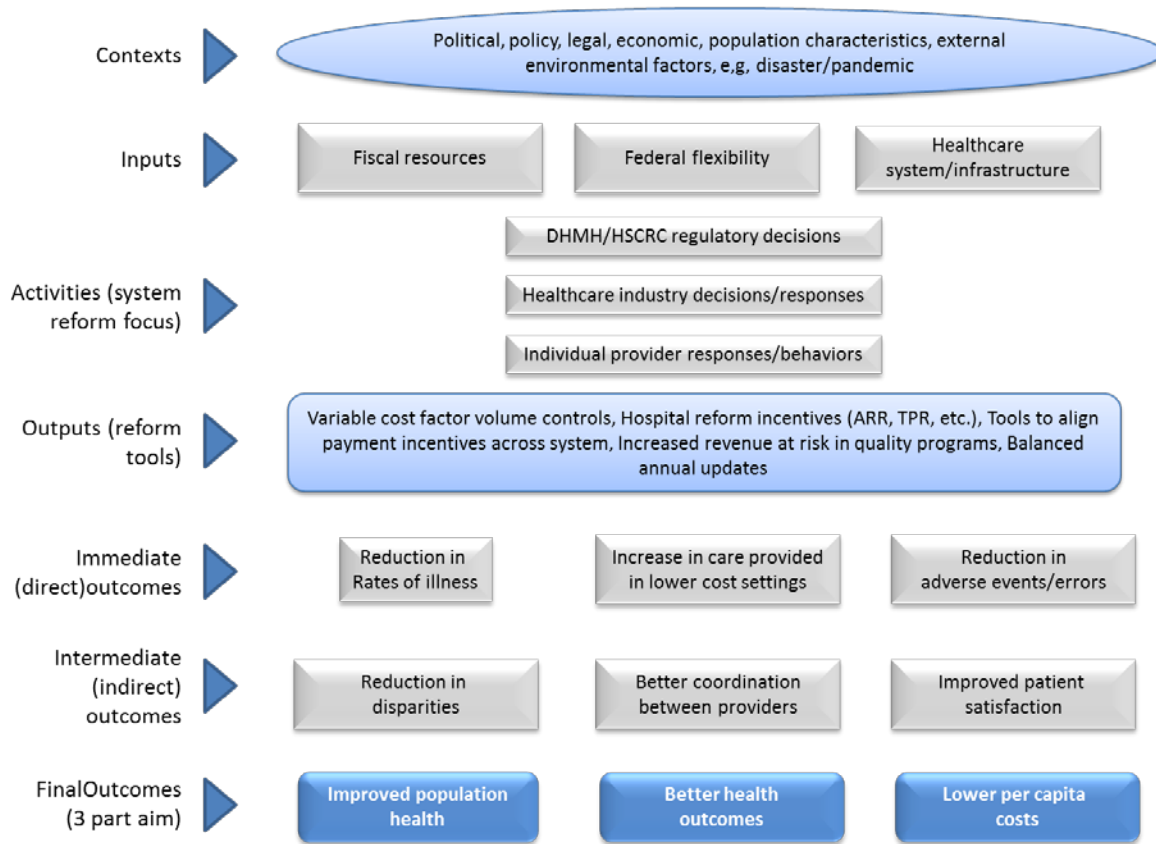 Contexts
Political, policy, legal, economic, population characteristics, external
environmental factors, e,g, disaster/pandemic
Inputs
Fiscal resources
Federal flexibility
Healthcare
system/infrastructure
Activities (system
reform focus)
DHMH/HSCRC regulatory decisions
Healthcare industry decisions/responses
Individual provider responses/behaviors
Outputs (reform
tools)
Variable cost factor volume controls, Hospital reform incentives (ARR, TPR, etc.), Tools to align
payment incentives across system, Increased revenue at risk in quality programs, Balanced
annual updates
Immediate
(direct)outcomes
Reduction in
Rates of illness
Increase in care provided
in lower cost settings
Reduction in
adverse events/errors
Intermediate
(indirect)
outcomes
Reduction in
disparities
Better coordination
between providers
Improved patient
satisfaction
FinalOutcomes
(3 part aim)
Improved population
health
Better health
outcomes
Lower per capita
costs